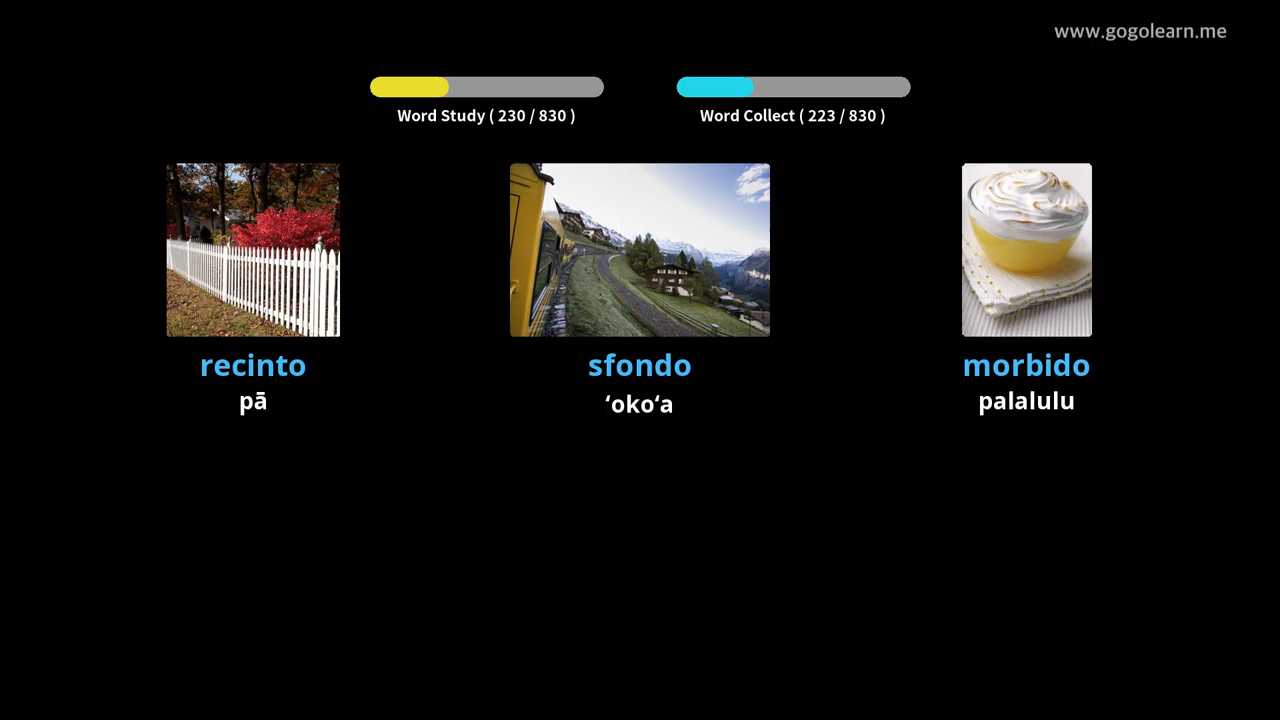 www.gogolearn.me
Word Study ( 230 / 830 )
Word Collect ( 223 / 830 )
recinto
sfondo
morbido
pā
ʻokoʻa
palalulu